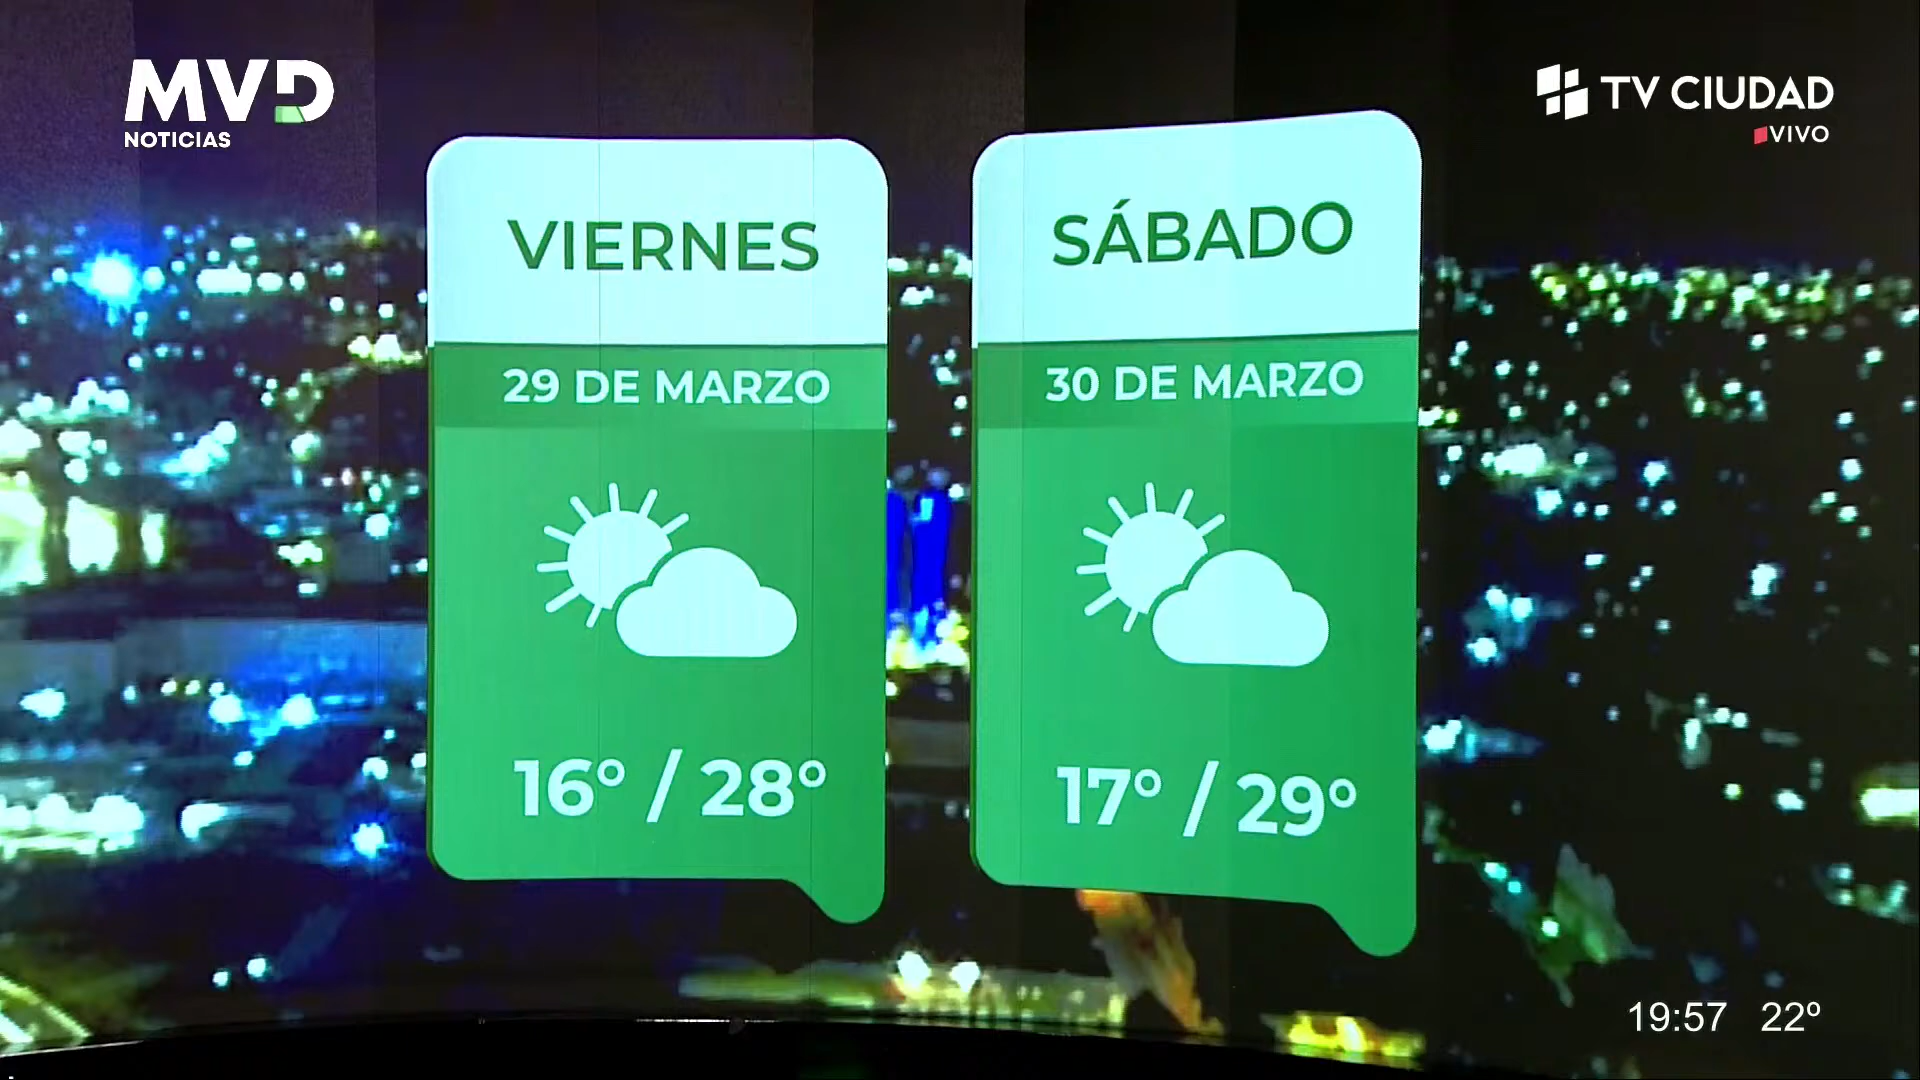 MVD
NOTICIAS
TV CIUDAD
VIVO
VIERNES
29 DE MARZO
16° / 28°
SÁBADO
30 DE MARZO
17° / 29°
19:57 22º